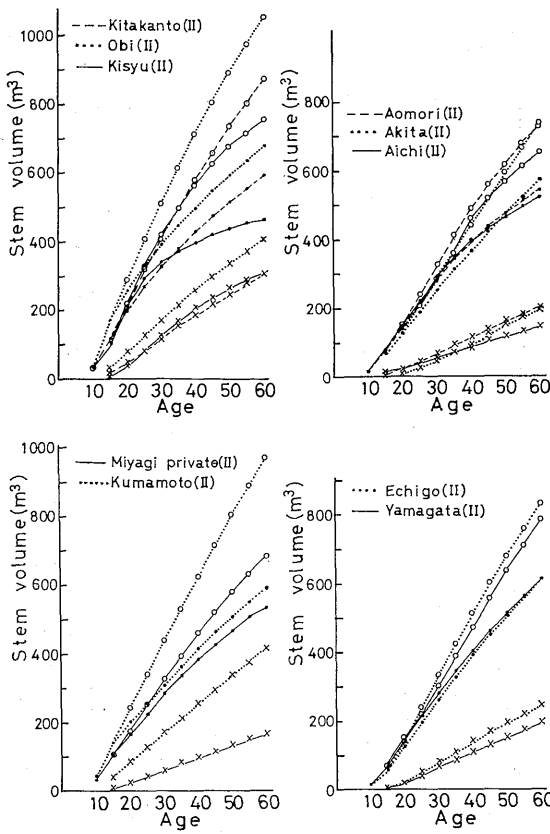 1000
800
600
400
200
0
Stem volume (m³)
Kitakanto(II)
Obi(II)
Kisyu(II)
10 20 30 40 50 60
Age
800
600
400
200
0
Stem volume (m³)
Aomori(II)
Akita(II)
Aichi(II)
10 20 30 40 50 60
Age
1000
800
600
400
200
0
Stem volume (m³)
Miyagi private(II)
Kumamoto(II)
10 20 30 40 50 60
Age
800
600
400
200
0
Stem volume (m³)
Echigo(II)
Yamagata(II)
10 20 30 40 50 60
Age